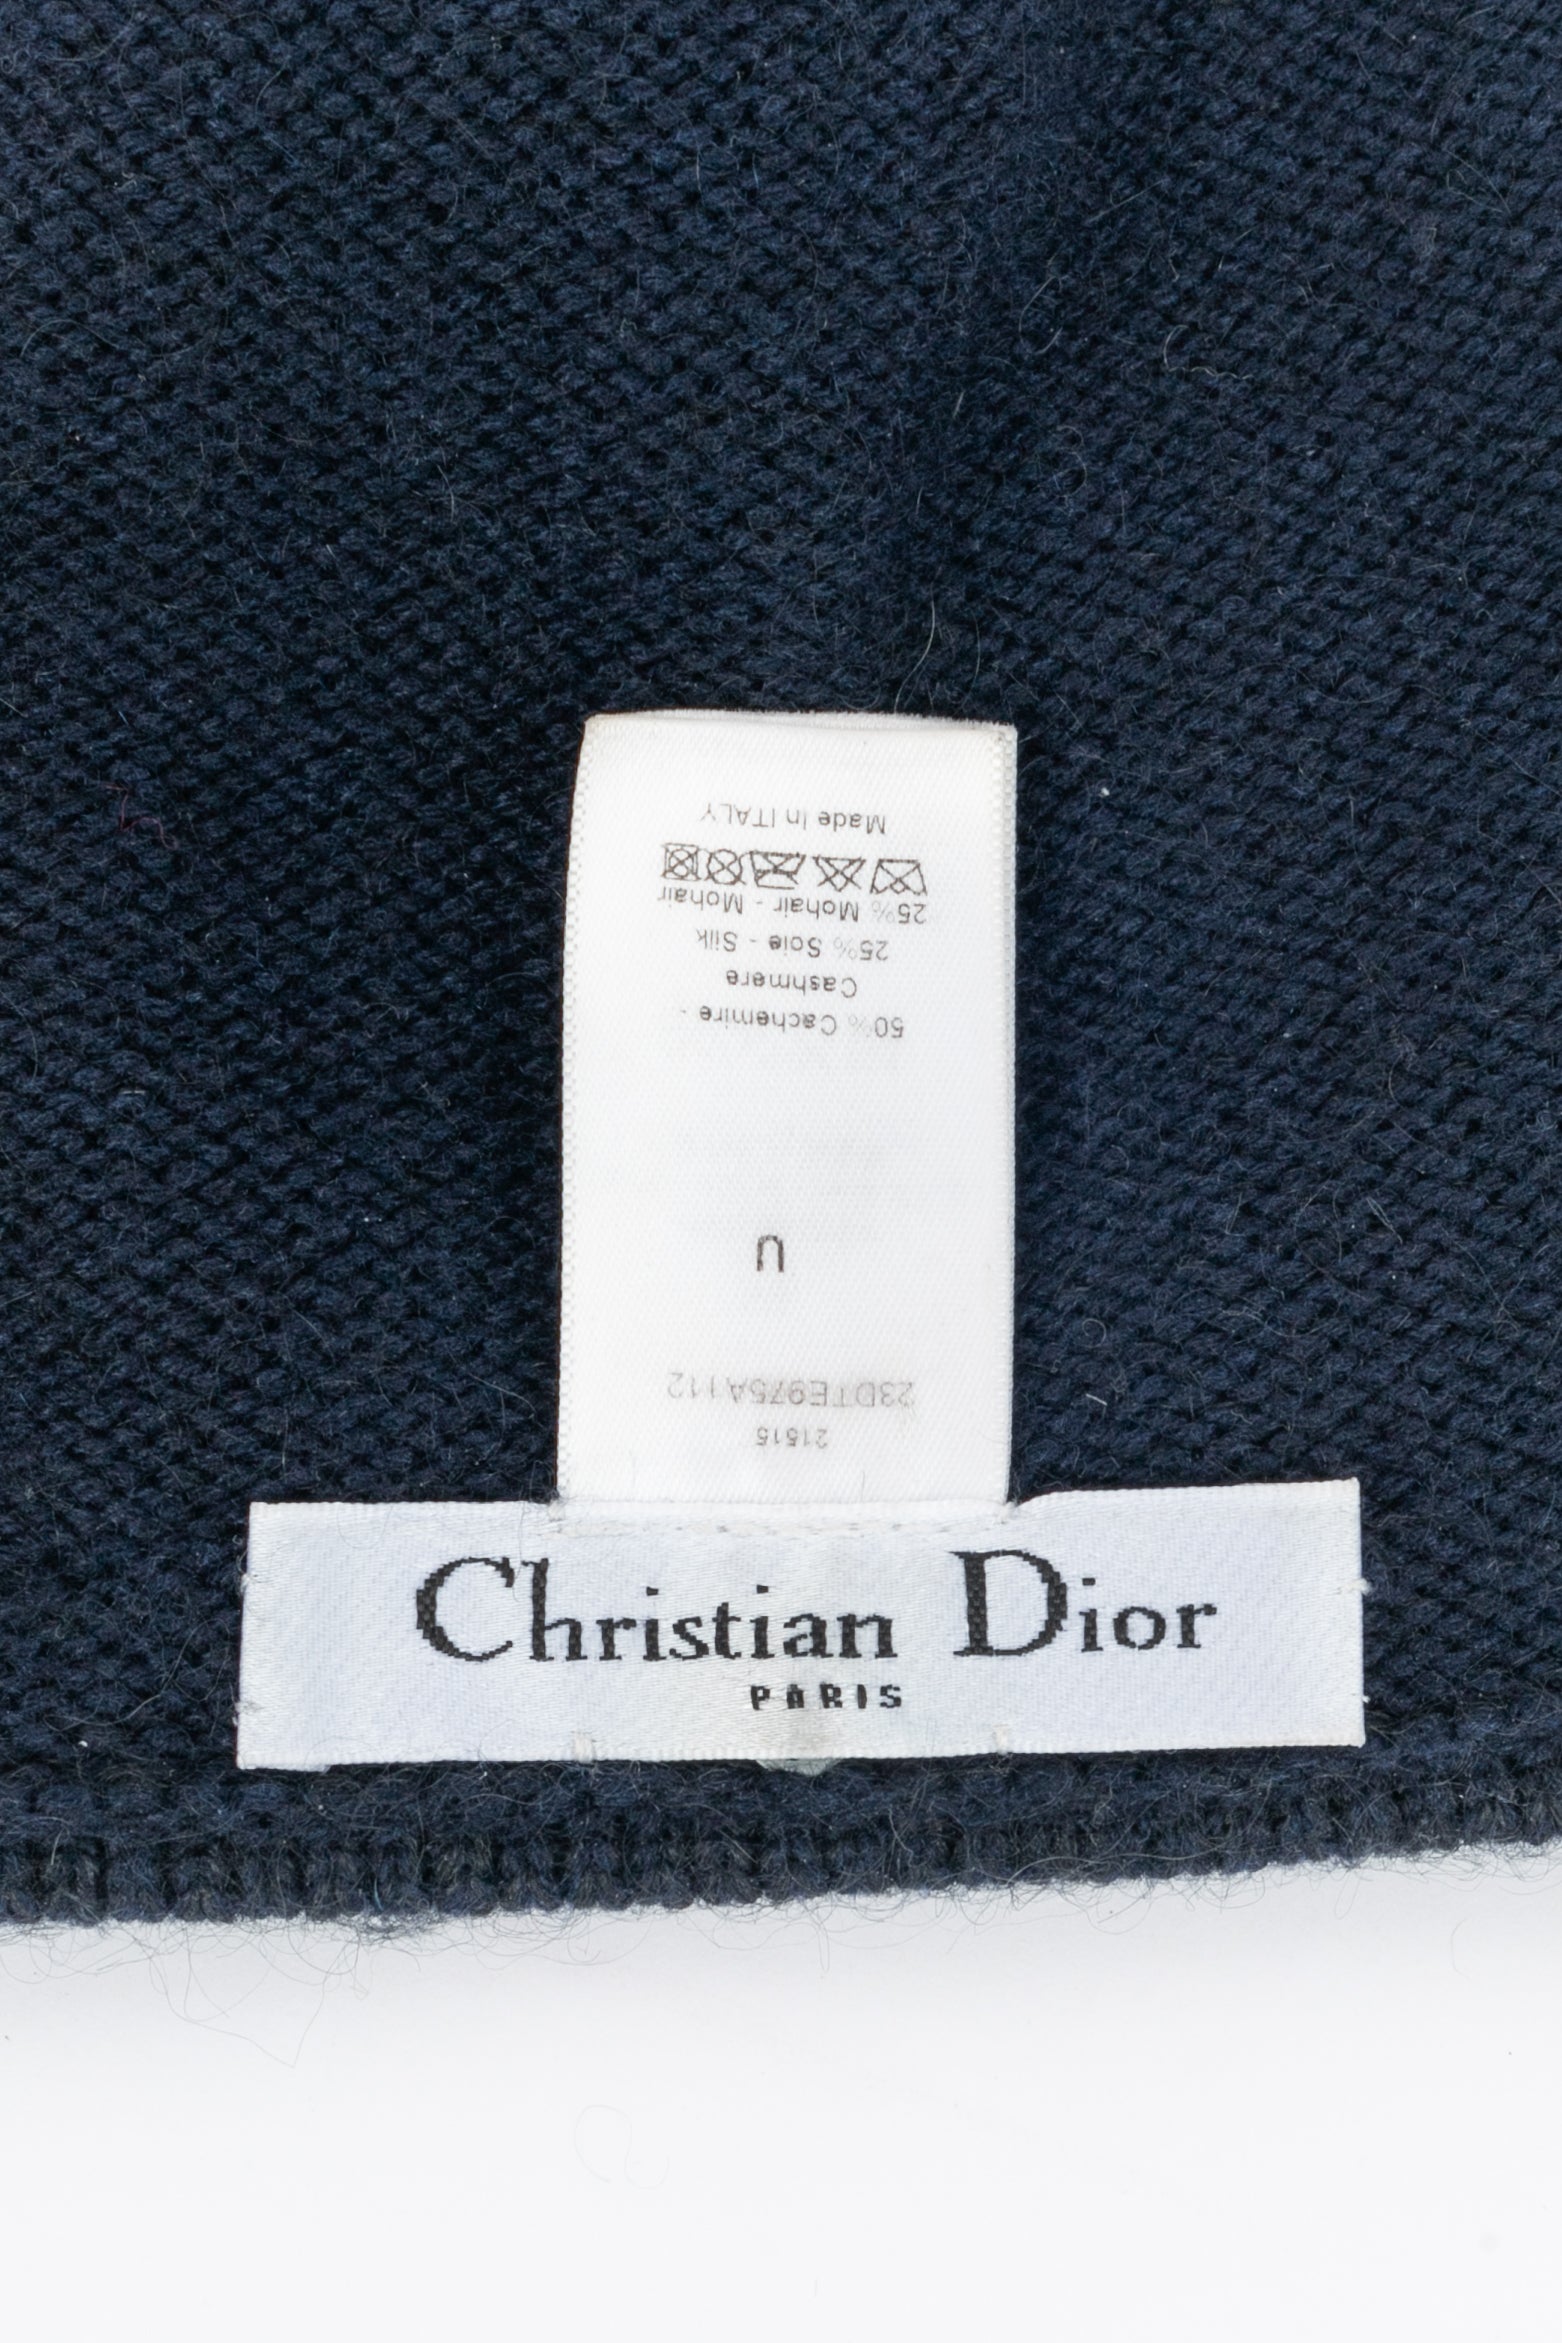 Christian Dior
PARIS
21515
23DTE975A112
U
50% Cachemire -
Cashmere
25% Soie - Silk
25% Mohair - Mohair
Made In ITALY